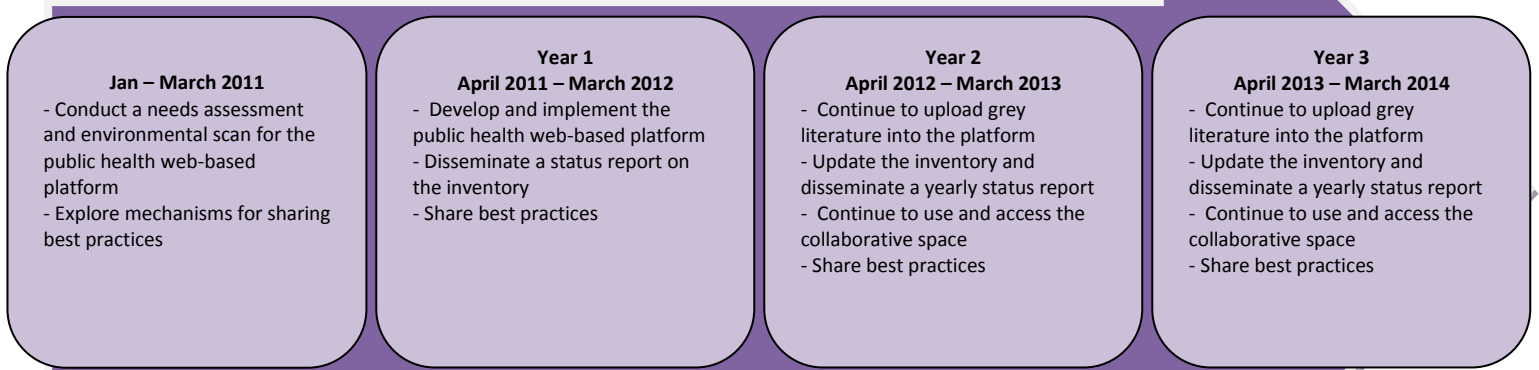 Jan – March 2011
- Conduct a needs assessment
and environmental scan for the
public health web-based
platform
- Explore mechanisms for sharing
best practices
Year 1
April 2011 – March 2012
- Develop and implement the
public health web-based platform
- Disseminate a status report on
the inventory
- Share best practices
Year 2
April 2012 – March 2013
- Continue to upload grey
literature into the platform
- Update the inventory and
disseminate a yearly status report
- Continue to use and access the
collaborative space
- Share best practices
Year 3
April 2013 – March 2014
- Continue to upload grey
literature into the platform
- Update the inventory and
disseminate a yearly status report
- Continue to use and access the
collaborative space
- Share best practices